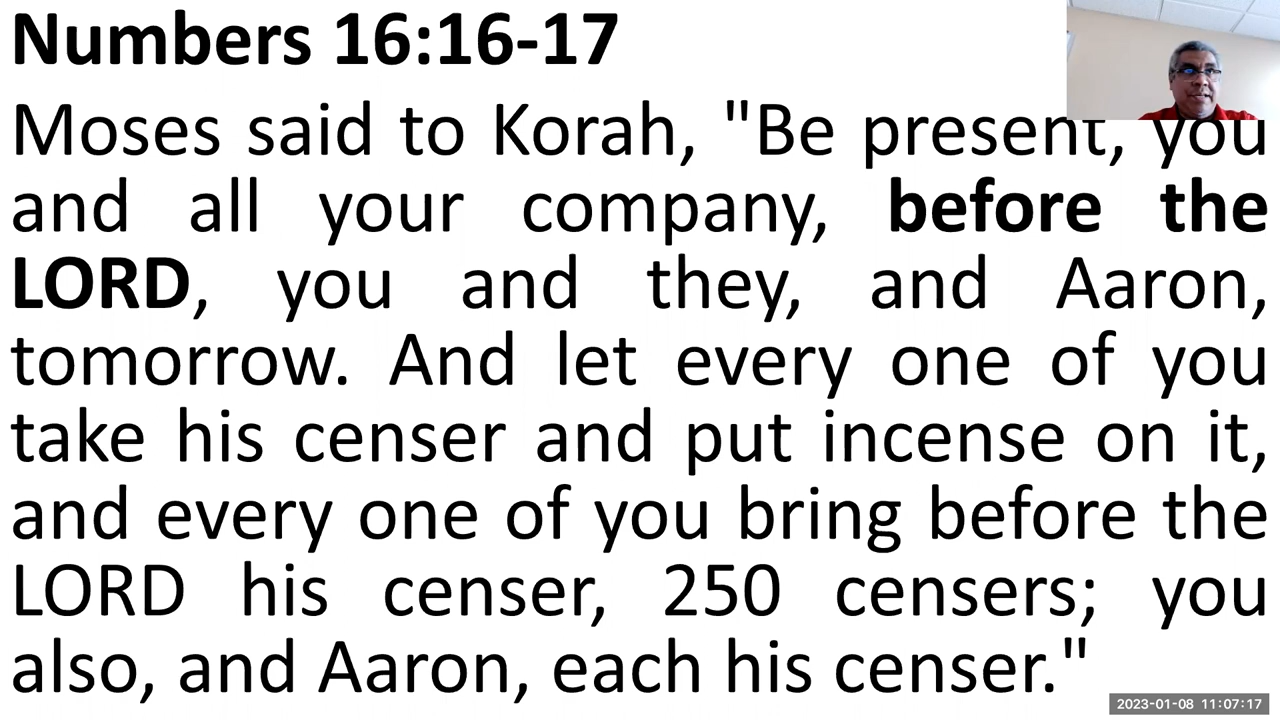 Numbers 16:16-17
Moses said to Korah, "Be present, you
and all your company, before the
LORD, you and they, and Aaron,
tomorrow. And let every one of you
take his censer and put incense on it,
and every one of you bring before the
LORD his censer, 250 censers; you
also, and Aaron, each his censer."
2023-01-08 11:07:17